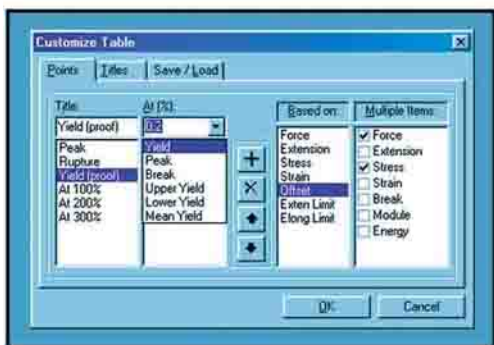 Customize Table
Points Titles Save / Load
Title: At (%): Based on: Multiple Items:
Yield (proof) 0.2
Peak
Rupture
Yield (proof)
At 100%
At 200%
At 300%
Yield
Peak
Break
Upper Yield
Lower Yield
Mean Yield
Force
Extension
Stress
Strain
Offset
Exten Limit
Elong Limit
Force
Extension
Stress
Strain
Break
Module
Energy
OK Cancel